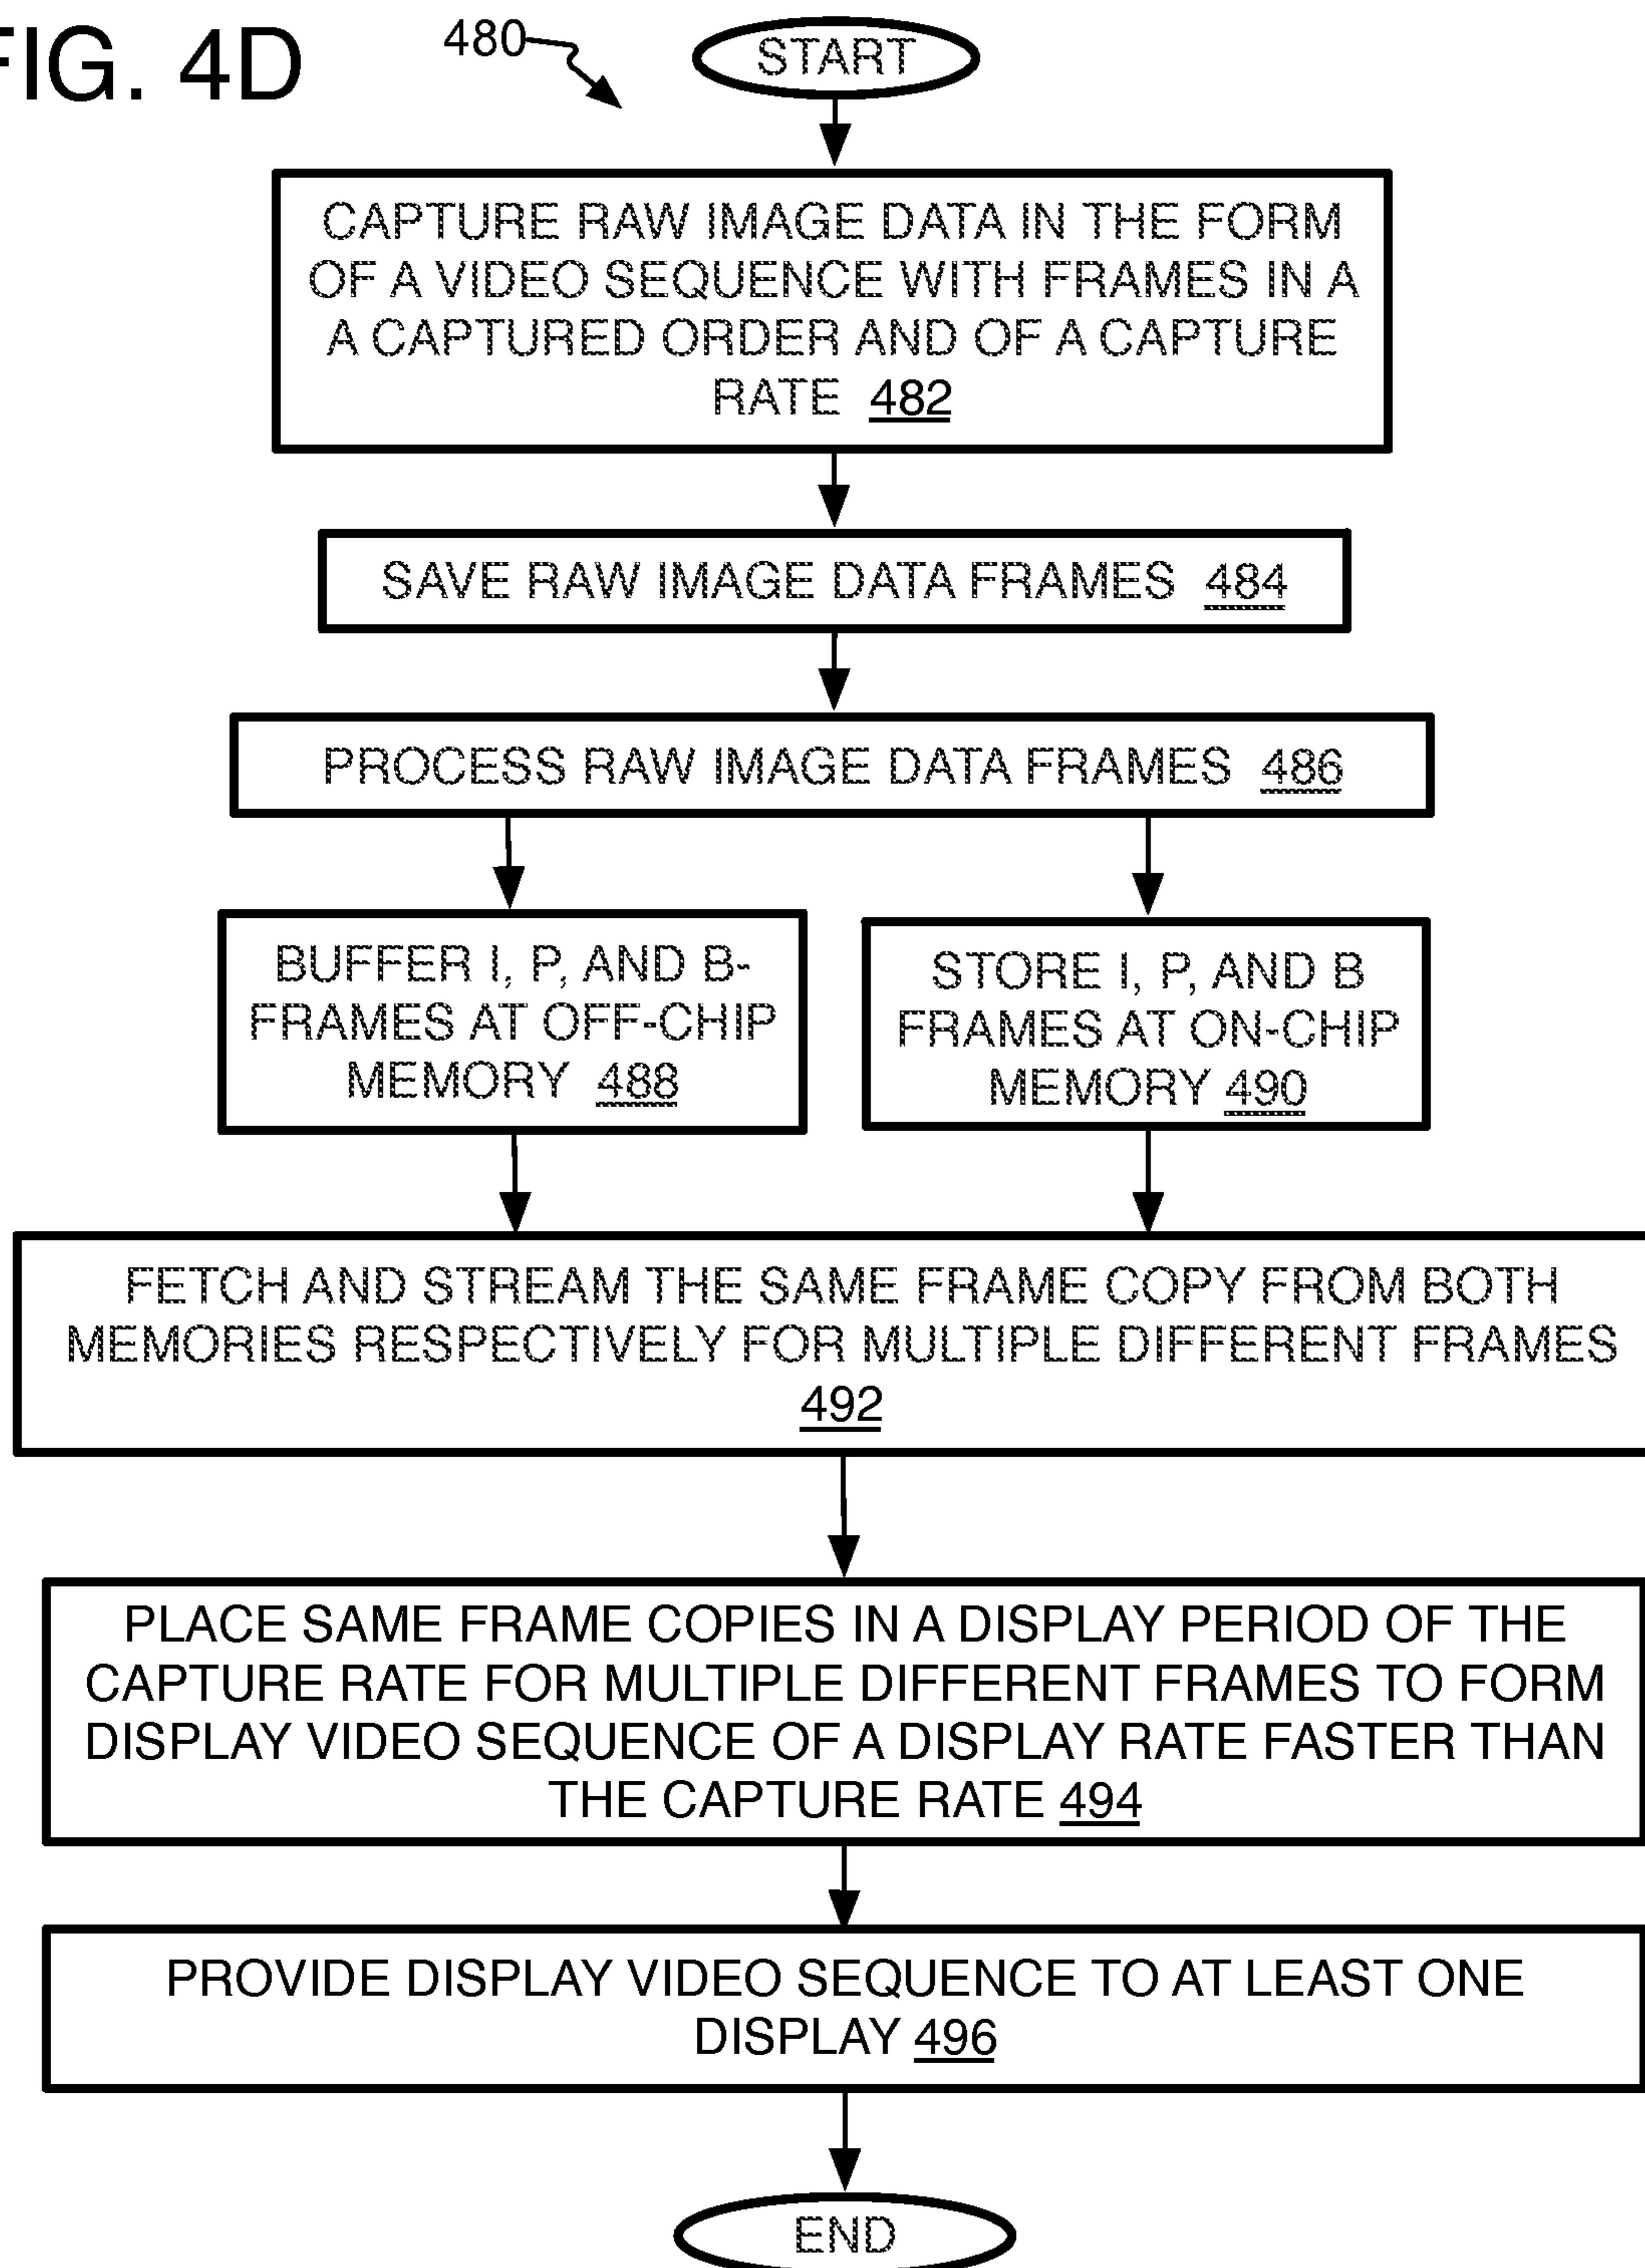 FIG. 4D
480
START
CAPTURE RAW IMAGE DATA IN THE FORM
OF A VIDEO SEQUENCE WITH FRAMES IN A
A CAPTURED ORDER AND OF A CAPTURE
RATE 482
SAVE RAW IMAGE DATA FRAMES 484
PROCESS RAW IMAGE DATA FRAMES 486
BUFFER I, P, AND B-
FRAMES AT OFF-CHIP
MEMORY 488
STORE I, P, AND B
FRAMES AT ON-CHIP
MEMORY 490
FETCH AND STREAM THE SAME FRAME COPY FROM BOTH
MEMORIES RESPECTIVELY FOR MULTIPLE DIFFERENT FRAMES
492
PLACE SAME FRAME COPIES IN A DISPLAY PERIOD OF THE
CAPTURE RATE FOR MULTIPLE DIFFERENT FRAMES TO FORM
DISPLAY VIDEO SEQUENCE OF A DISPLAY RATE FASTER THAN
THE CAPTURE RATE 494
PROVIDE DISPLAY VIDEO SEQUENCE TO AT LEAST ONE
DISPLAY 496
END